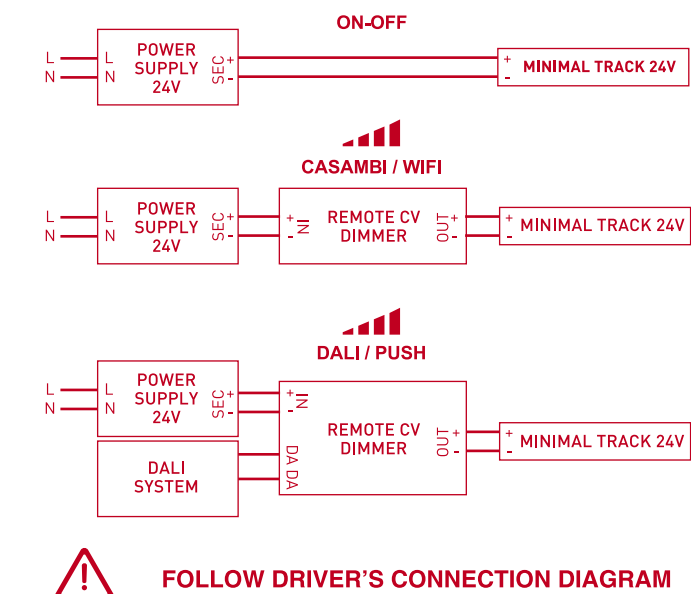 ON-OFF
L L POWER SUPPLY 24V SEC + -
N N
+ - MINIMAL TRACK 24V
CASAMBI / WIFI
L L POWER SUPPLY 24V SEC + -
N N
+ - IN REMOTE CV DIMMER OUT + -
+ - MINIMAL TRACK 24V
DALI / PUSH
L L POWER SUPPLY 24V SEC + -
N N
DALI
SYSTEM
+ - IN DA DA REMOTE CV DIMMER OUT + -
+ - MINIMAL TRACK 24V
FOLLOW DRIVER'S CONNECTION DIAGRAM